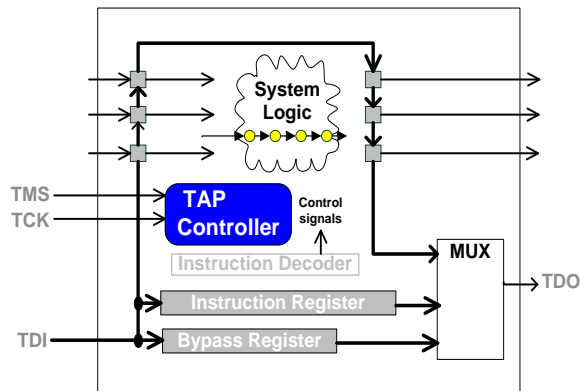 System
Logic
TMS
TCK
TAP
Controller
Control
signals
Instruction Decoder
MUX
TDO
Instruction Register
TDI
Bypass Register